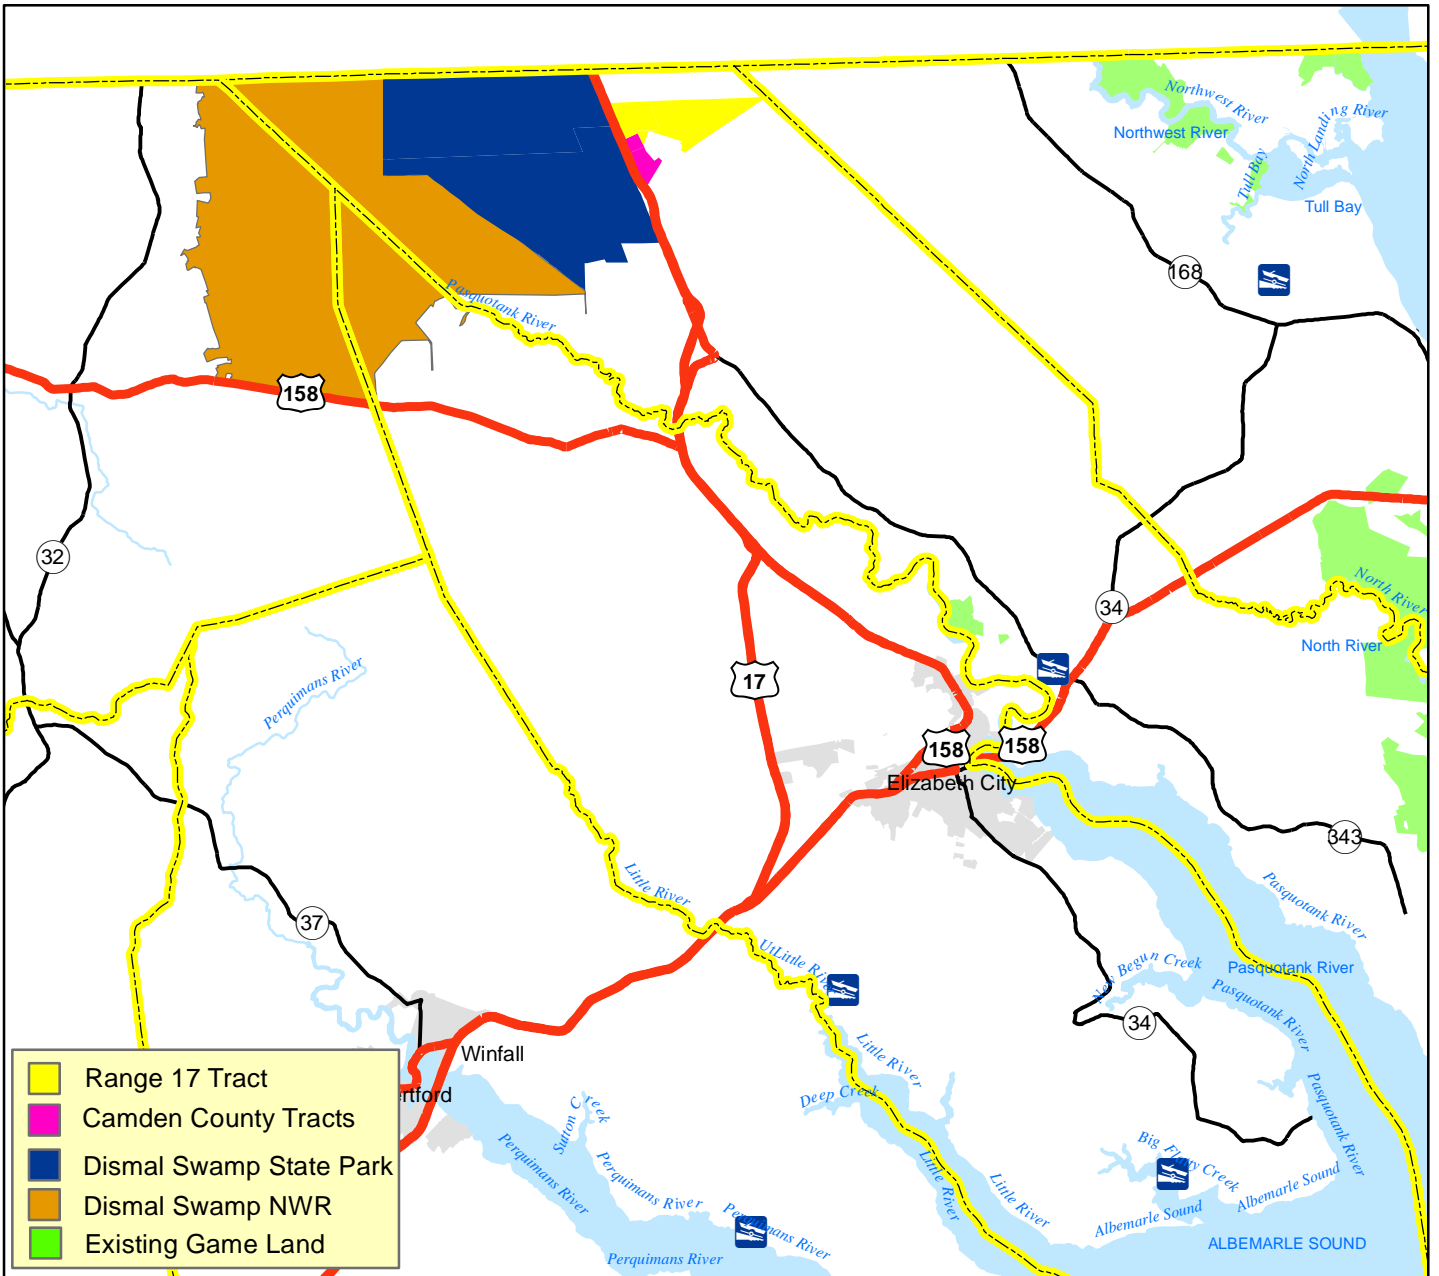 Northwest River
North Landing River
Northwest River
Tull Bay
Tull Bay
168
Pasquotank River
158
32
34
North River
North River
Perquimans River
17
158
158
Elizabeth City
343
Little River
Pasquotank River
37
UtLittle River
New Begun Creek
Pasquotank River
Pasquotank River
34
Winfall
Little River
Deep Creek
Pasquotank River
Range 17 Tract
Camden County Tracts
Dismal Swamp State Park
Dismal Swamp NWR
Existing Game Land
rtford
Sutton Creek
Perquimans River
Perquimans River
Perquimans River
Perquimans River
Little River
Little River
Big Creek
Albemarle Sound
Albemarle Sound
ALBEMARLE SOUND